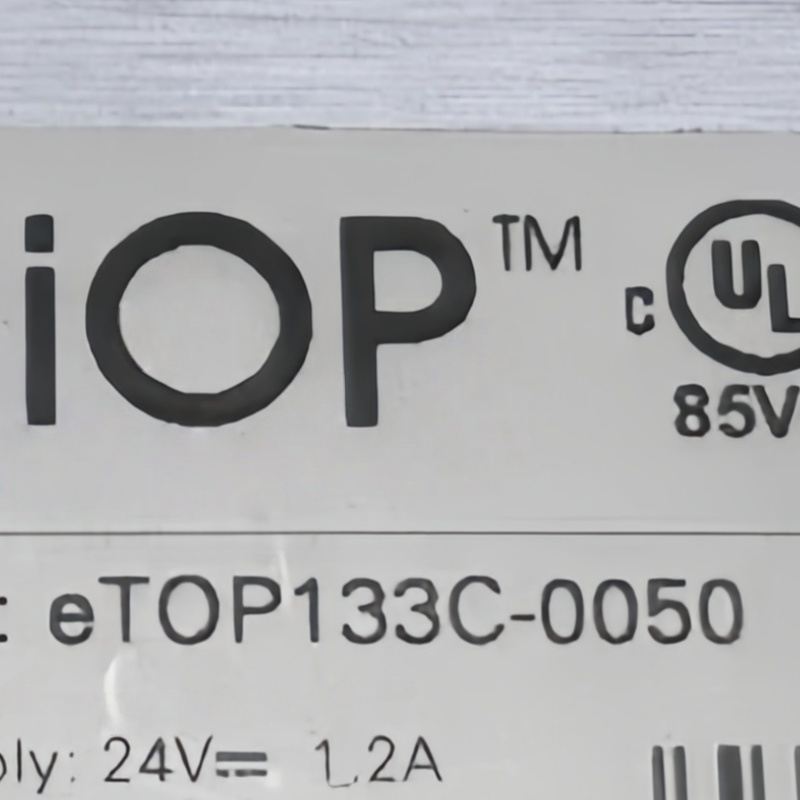 iOP™ c UL
85V
: eTOP133C-0050
ply: 24V⎓ 1.2A